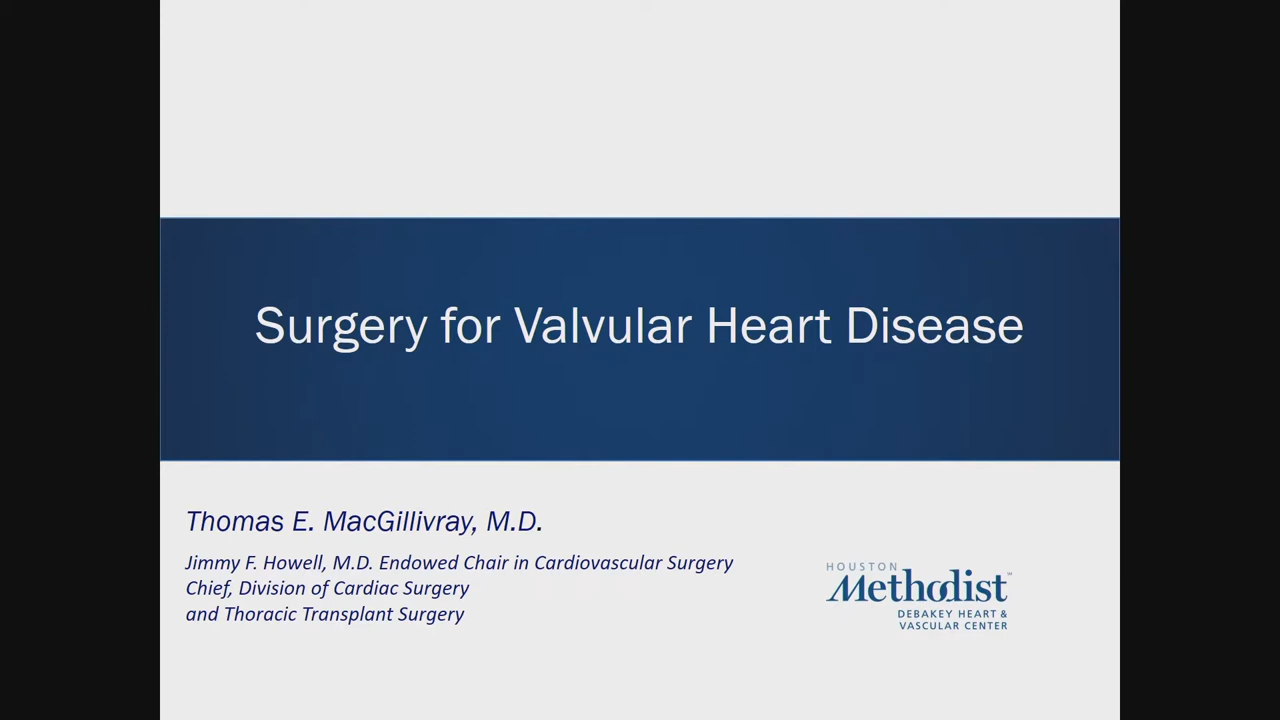 Surgery for Valvular Heart Disease
Thomas E. MacGillivray, M.D.
Jimmy F. Howell, M.D. Endowed Chair in Cardiovascular Surgery
Chief, Division of Cardiac Surgery
and Thoracic Transplant Surgery
HOUSTON
Methodist℠
DEBAKEY HEART &
VASCULAR CENTER